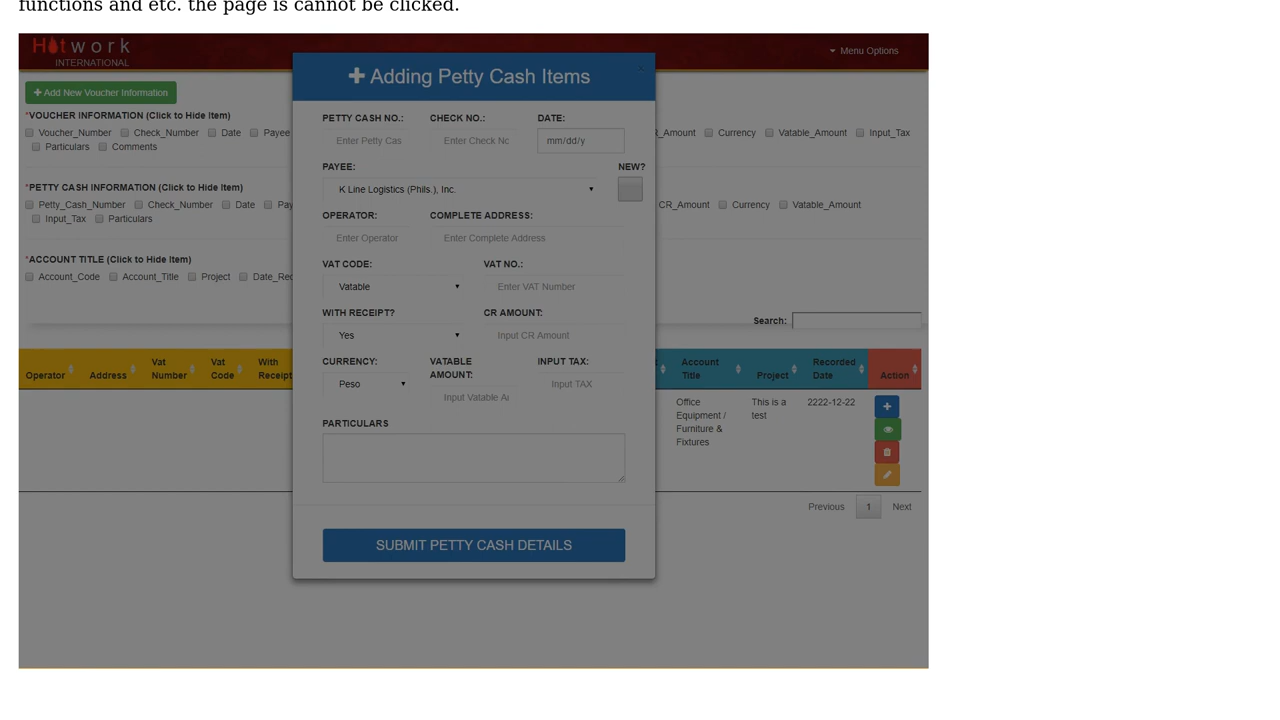 functions and etc. the page is cannot be clicked.
Hotwork
INTERNATIONAL
Menu Options
Adding Petty Cash Items
Add New Voucher Information
*VOUCHER INFORMATION (Click to Hide Item)
Voucher_Number Check_Number Date Payee
R_Amount Currency Vatable_Amount Input_Tax
Particulars Comments
*PETTY CASH INFORMATION (Click to Hide Item)
Petty_Cash_Number Check_Number Date Pay
CR_Amount Currency Vatable_Amount
Input_Tax Particulars
*ACCOUNT TITLE (Click to Hide Item)
Account_Code Account_Title Project Date_Rec
PETTY CASH NO.: CHECK NO.: DATE:
Enter Petty Cas Enter Check Nc mm/dd/y
PAYEE: NEW?
K Line Logistics (Phils.), Inc.
OPERATOR: COMPLETE ADDRESS:
Enter Operator Enter Complete Address
VAT CODE: VAT NO.:
Vatable Enter VAT Number
WITH RECEIPT? CR AMOUNT:
Yes Input CR Amount
CURRENCY: VATABLE AMOUNT: INPUT TAX:
Peso Input Vatable Ar Input TAX
PARTICULARS
SUBMIT PETTY CASH DETAILS
Search:
Operator Address Vat Number Vat Code With Receipt
Account Title Project Recorded Date Action
Office This is a 2222-12-22
Equipment / test
Furniture &
Fixtures
Previous 1 Next